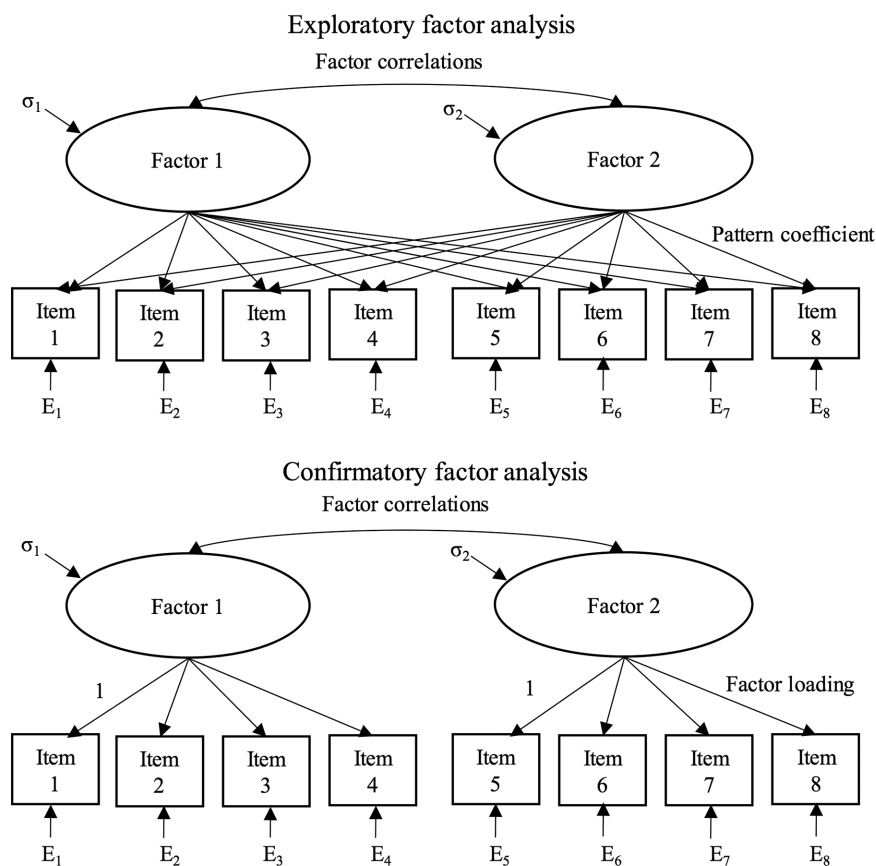 Exploratory factor analysis
Factor correlations
σ1
σ2
Factor 1
Factor 2
Pattern coefficient
Item 1
Item 2
Item 3
Item 4
Item 5
Item 6
Item 7
Item 8
E1 E2 E3 E4 E5 E6 E7 E8
Confirmatory factor analysis
Factor correlations
σ1
σ2
Factor 1
Factor 2
1
1
Factor loading
Item 1
Item 2
Item 3
Item 4
Item 5
Item 6
Item 7
Item 8
E1 E2 E3 E4 E5 E6 E7 E8